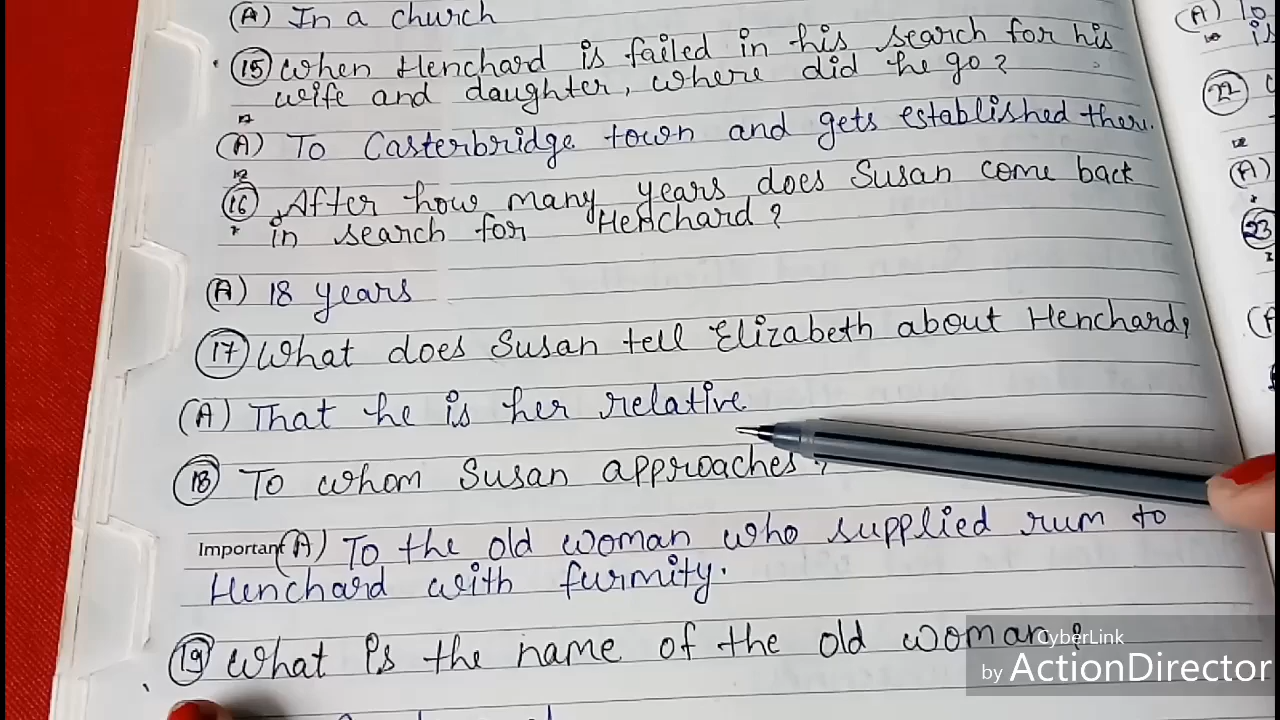 (A) In a church
(15) When Henchard is failed in his search for his
wife and daughter, where did he go?
(A) To Casterbridge town and gets established there.
(16) After how many years does Susan come back
in search for Henchard?
(A) 18 years
(17) What does Susan tell Elizabeth about Henchard?
(A) That he is her relative
(18) To whom Susan approaches?
Important (A) To the old woman who supplied rum to
Henchard with furmity.
(19) What is the name of the old woman?
CyberLink
by ActionDirector
(A) To
is
(22)
(A)
(23)